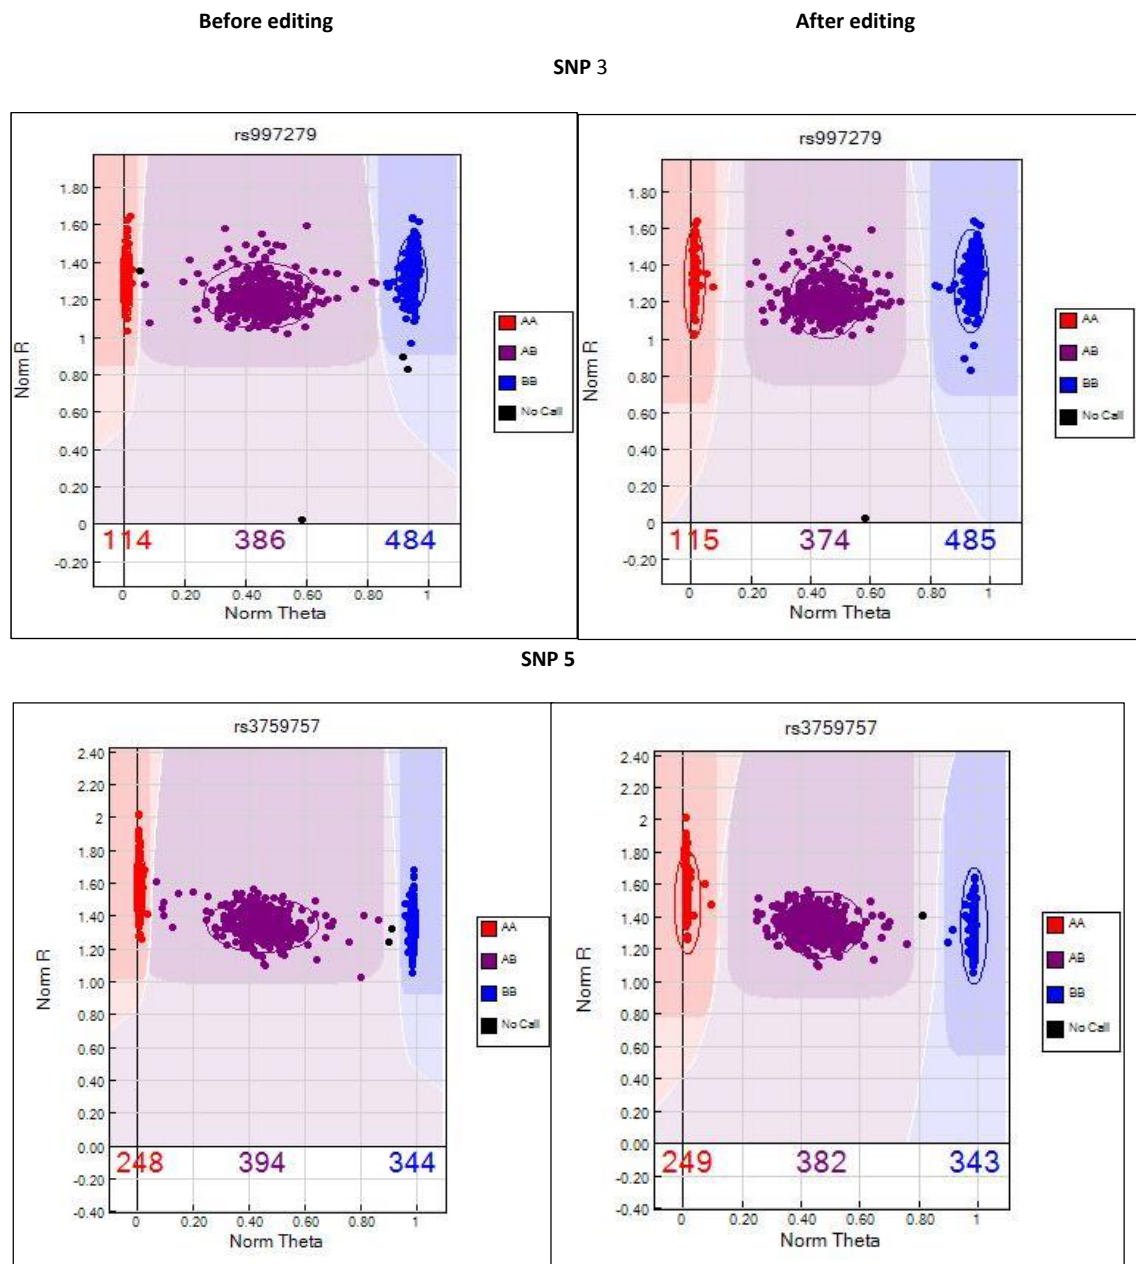 Before editing
After editing
SNP 3
rs997279
Norm R
1.80
1.60
1.40
1.20
1
0.80
0.60
0.40
0.20
0
-0.20
114 386 484
0 0.20 0.40 0.60 0.80 1
Norm Theta
AA
AB
BB
No Call
rs997279
Norm R
1.80
1.60
1.40
1.20
1
0.80
0.60
0.40
0.20
0
-0.20
115 374 485
0 0.20 0.40 0.60 0.80 1
Norm Theta
AA
AB
BB
No Call
SNP 5
rs3759757
Norm R
2.40
2.20
2
1.80
1.60
1.40
1.20
1.00
0.80
0.60
0.40
0.20
0.00
-0.20
-0.40
248 394 344
0 0.20 0.40 0.60 0.80 1
Norm Theta
AA
AB
BB
No Call
rs3759757
Norm R
2.40
2.20
2
1.80
1.60
1.40
1.20
1.00
0.80
0.60
0.40
0.20
0.00
-0.20
-0.40
249 382 343
0 0.20 0.40 0.60 0.80 1
Norm Theta
AA
AB
BB
No Call